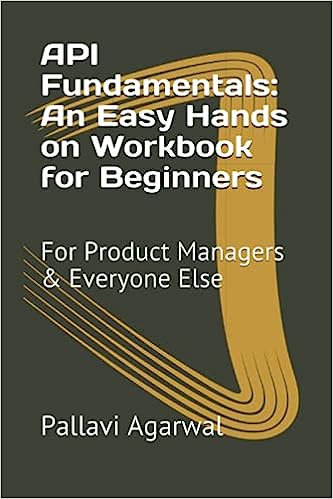 API
Fundamentals:
An Easy Hands
on Workbook
for Beginners
For Product Managers
& Everyone Else
Pallavi Agarwal